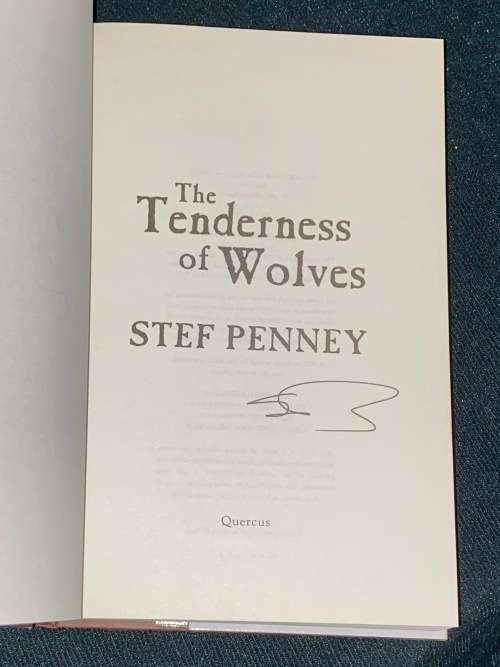 The
Tenderness
of Wolves
STEF PENNEY
Quercus